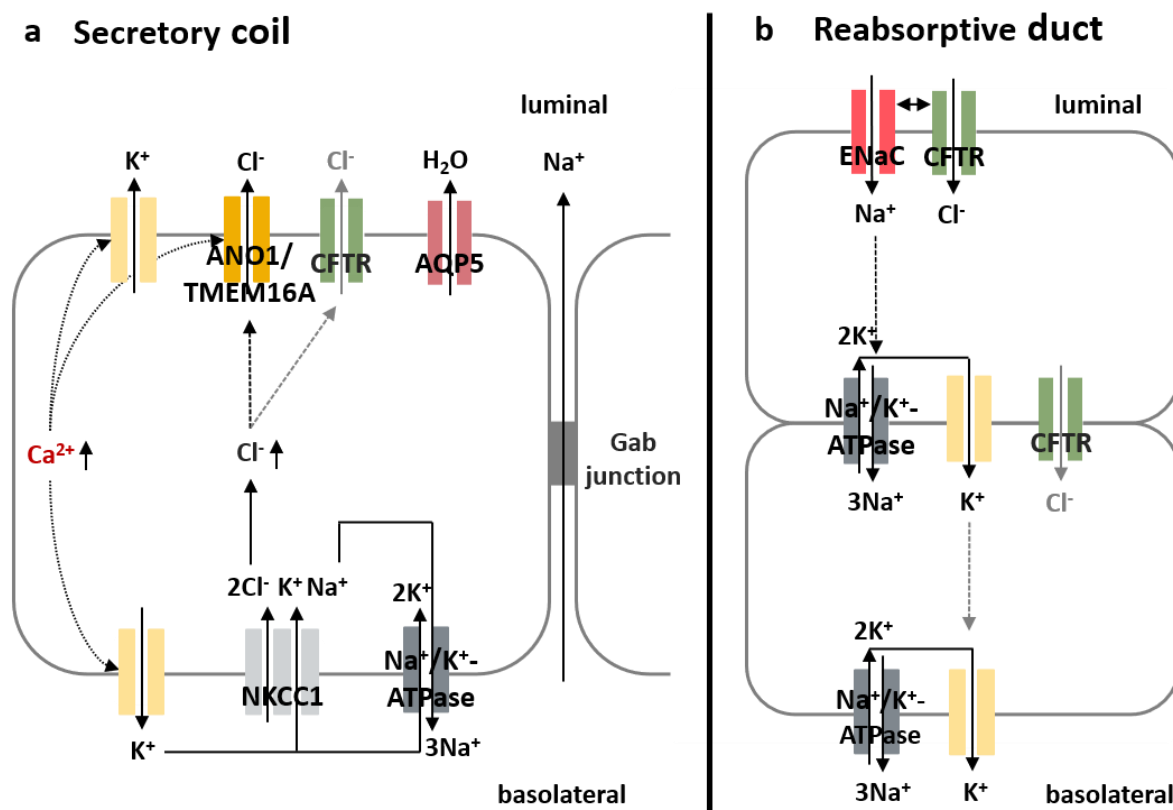 a Secretory coil
luminal
K⁺
Cl⁻
Cl⁻
H₂O
Na⁺
ANO1/
TMEM16A
CFTR
AQP5
Ca²⁺
Cl⁻
Gab
junction
2Cl⁻ K⁺ Na⁺
2K⁺
NKCC1
Na⁺/K⁺-
ATPase
K⁺
3Na⁺
basolateral
b Reabsorptive duct
luminal
ENaC
CFTR
Na⁺
Cl⁻
2K⁺
Na⁺/K⁺-
ATPase
CFTR
3Na⁺
K⁺
Cl⁻
2K⁺
Na⁺/K⁺-
ATPase
3Na⁺
K⁺
basolateral